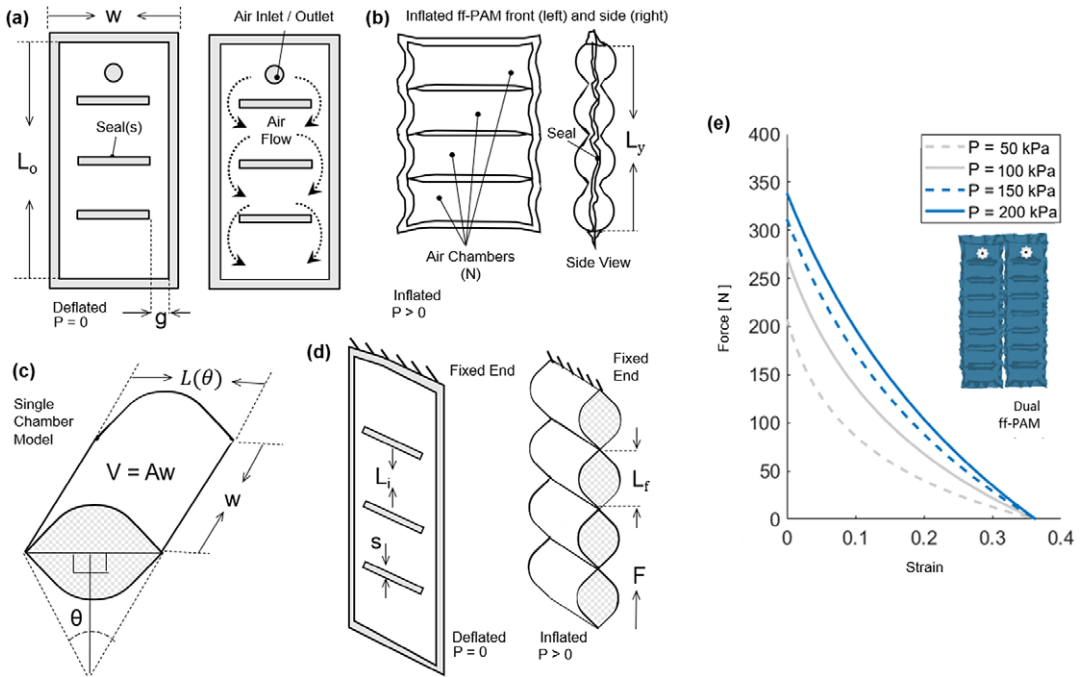 (a)
W
Air Inlet / Outlet
Seal(s)
Air
Flow
Lo
Deflated
P = 0
g
(b)
Inflated ff-PAM front (left) and side (right)
Seal
Ly
Air Chambers
(N)
Side View
Inflated
P > 0
(c)
L(θ)
Single
Chamber
Model
V = Aw
w
θ
(d)
Fixed End
Fixed
End
Li
Lf
s
F
Deflated
P = 0
Inflated
P > 0
(e)
400
350
300
250
200
150
100
50
0
Force [ N ]
P = 50 kPa
P = 100 kPa
P = 150 kPa
P = 200 kPa
Dual
ff-PAM
0 0.1 0.2 0.3 0.4
Strain